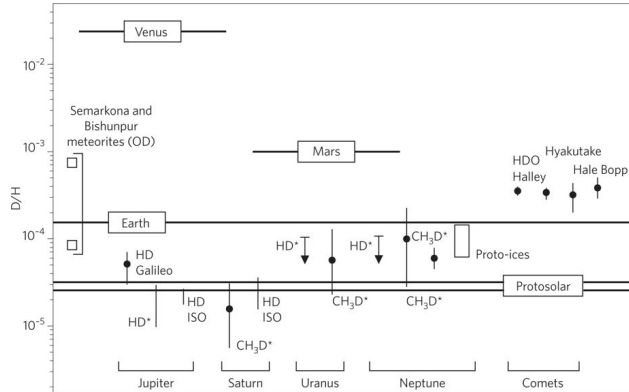 Venus
10⁻²
Semarkona and
Bishunpur
meteorites (OD)
10⁻³
Mars
HDO
Halley
Hyakutake
Hale Bopp
D/H
Earth
10⁻⁴
HD
Galileo
HD*
HD*
CH₃D*
Proto-ices
Protosolar
HD*
HD
ISO
CH₃D*
HD
ISO
CH₃D*
CH₃D*
10⁻⁵
Jupiter
Saturn
Uranus
Neptune
Comets